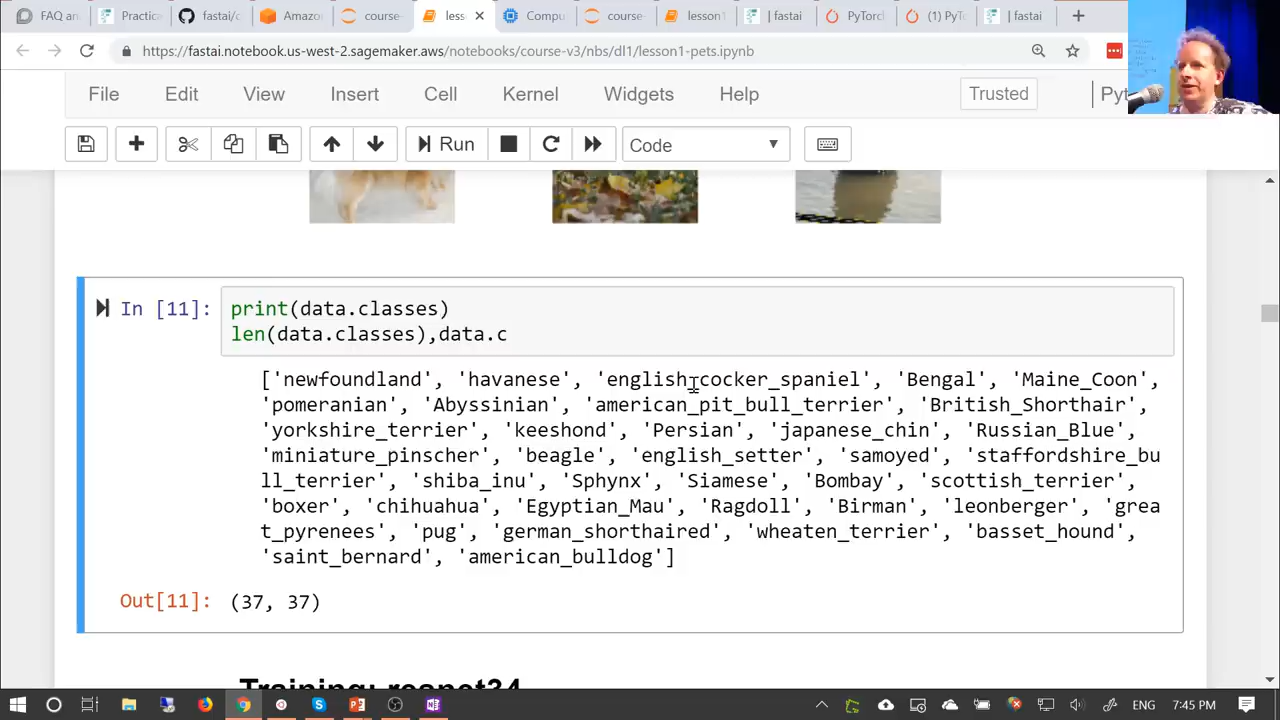 FAQ an
Practica
fastai/c
Amazo
course
less
Compu
course
lesson1
| fastai
PyTorc
(1) PyT
| fastai
https://fastai.notebook.us-west-2.sagemaker.aws/notebooks/course-v3/nbs/dl1/lesson1-pets.ipynb
File Edit View Insert Cell Kernel Widgets Help Trusted Pyt
Run Code
In [11]: print(data.classes)
len(data.classes),data.c
['newfoundland', 'havanese', 'english_cocker_spaniel', 'Bengal', 'Maine_Coon',
'pomeranian', 'Abyssinian', 'american_pit_bull_terrier', 'British_Shorthair',
'yorkshire_terrier', 'keeshond', 'Persian', 'japanese_chin', 'Russian_Blue',
'miniature_pinscher', 'beagle', 'english_setter', 'samoyed', 'staffordshire_bu
ll_terrier', 'shiba_inu', 'Sphynx', 'Siamese', 'Bombay', 'scottish_terrier',
'boxer', 'chihuahua', 'Egyptian_Mau', 'Ragdoll', 'Birman', 'leonberger', 'grea
t_pyrenees', 'pug', 'german_shorthaired', 'wheaten_terrier', 'basset_hound',
'saint_bernard', 'american_bulldog']
Out[11]: (37, 37)
Training: resnet34
7:45 PM